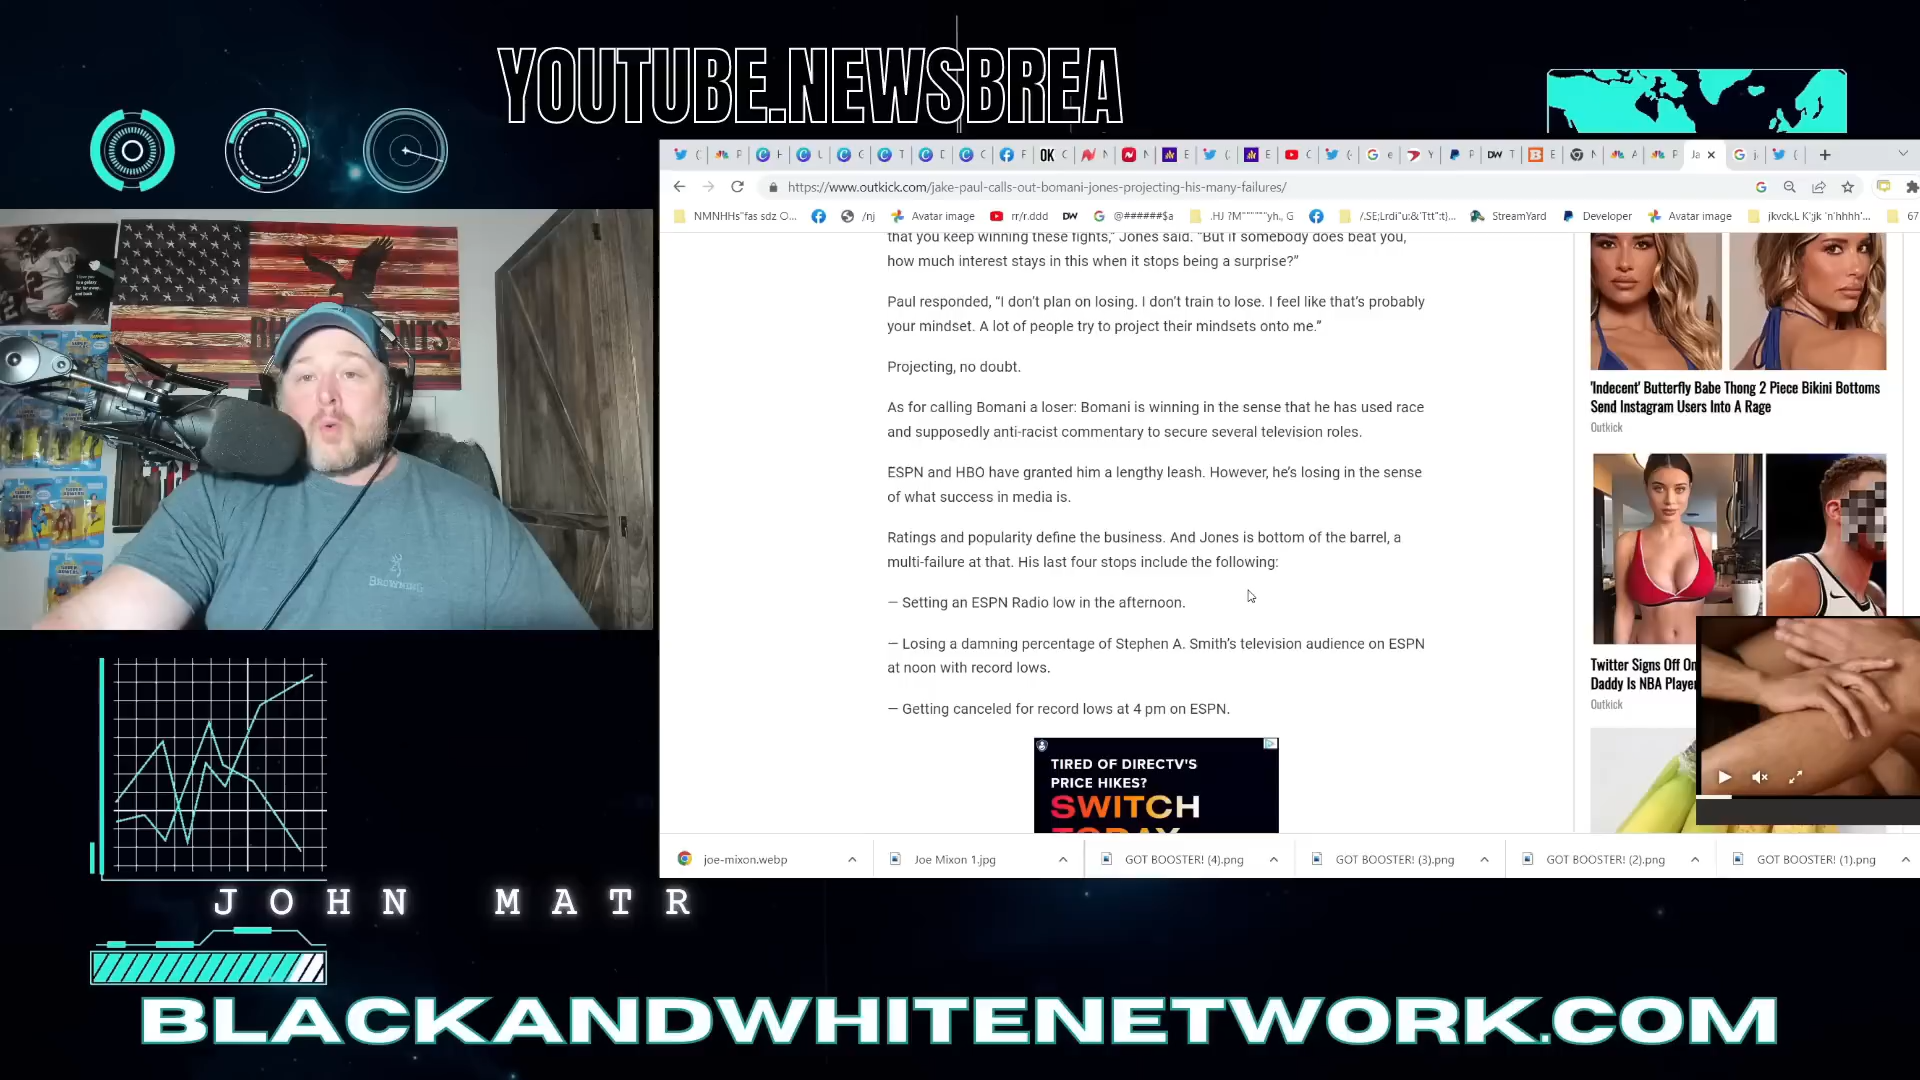 YOUTUBE.NEWSBREA
https://www.outkick.com/jake-paul-calls-out-bomani-jones-projecting-his-many-failures/
/nj
Avatar image
rr/r.ddd
@######$a
StreamYard
Developer
Avatar image
67
that you keep winning these fights,” Jones said. “But if somebody does beat you,
how much interest stays in this when it stops being a surprise?”
Paul responded, “I don’t plan on losing. I don’t train to lose. I feel like that’s probably
your mindset. A lot of people try to project their mindsets onto me.”
Projecting, no doubt.
As for calling Bomani a loser: Bomani is winning in the sense that he has used race
and supposedly anti-racist commentary to secure several television roles.
ESPN and HBO have granted him a lengthy leash. However, he’s losing in the sense
of what success in media is.
Ratings and popularity define the business. And Jones is bottom of the barrel, a
multi-failure at that. His last four stops include the following:
— Setting an ESPN Radio low in the afternoon.
— Losing a damning percentage of Stephen A. Smith’s television audience on ESPN
at noon with record lows.
— Getting canceled for record lows at 4 pm on ESPN.
TIRED OF DIRECTV'S
PRICE HIKES?
SWITCH
TODAY
'Indecent' Butterfly Babe Thong 2 Piece Bikini Bottoms
Send Instagram Users Into A Rage
Outkick
Twitter Signs Off On
Daddy Is NBA Player
Outkick
BROWNING
joe-mixon.webp
Joe Mixon 1.jpg
GOT BOOSTER! (4).png
GOT BOOSTER! (3).png
GOT BOOSTER! (2).png
GOT BOOSTER! (1).png
JOHN MATR
BLACKANDWHITENETWORK.COM